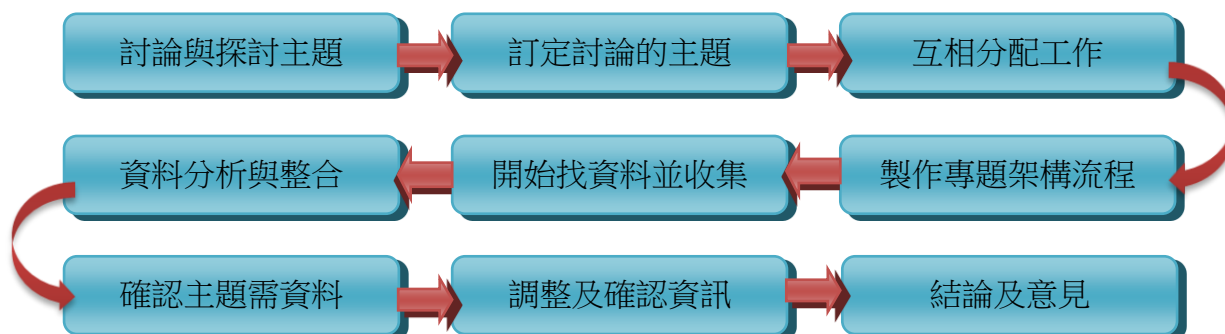 討論與探討主題
訂定討論的主題
互相分配工作
製作專題架構流程
開始找資料並收集
資料分析與整合
確認主題需資料
調整及確認資訊
結論及意見